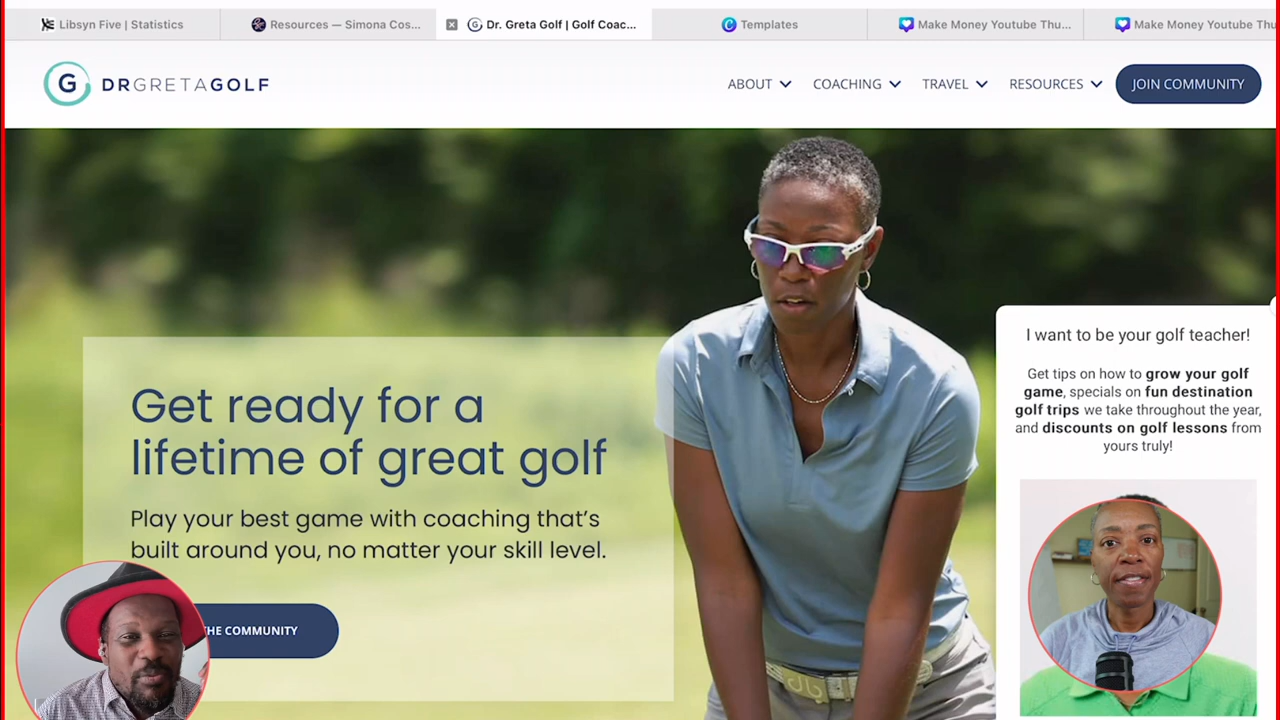 Libsyn Five | Statistics
Resources — Simona Cos...
Dr. Greta Golf | Golf Coac...
Templates
Make Money Youtube Thu...
Make Money Youtube Thu
G DRGRETAGOLF
ABOUT
COACHING
TRAVEL
RESOURCES
JOIN COMMUNITY
Get ready for a
lifetime of great golf
Play your best game with coaching that's
built around you, no matter your skill level.
THE COMMUNITY
I want to be your golf teacher!
Get tips on how to grow your golf
game, specials on fun destination
golf trips we take throughout the year,
and discounts on golf lessons from
yours truly!